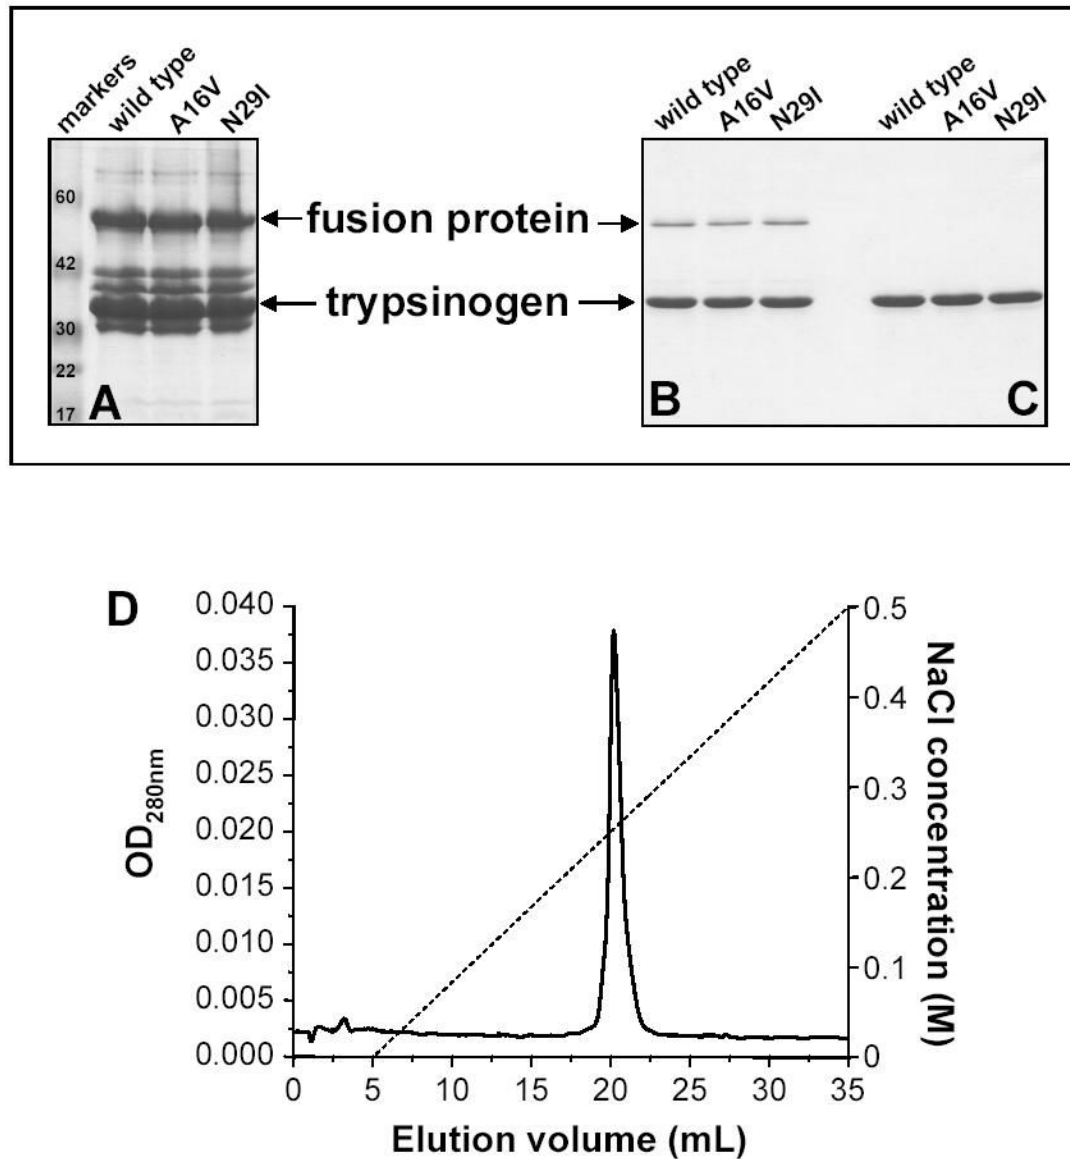 markers wild type A16V N29I
wild type A16V N29I wild type A16V N29I
60
42
30
22
17
fusion protein
trypsinogen
A
B
C
D
0.040
0.035
0.030
0.025
0.020
0.015
0.010
0.005
0.000
OD280nm
0.5
0.4
0.3
0.2
0.1
0
NaCl concentration (M)
0 5 10 15 20 25 30 35
Elution volume (mL)